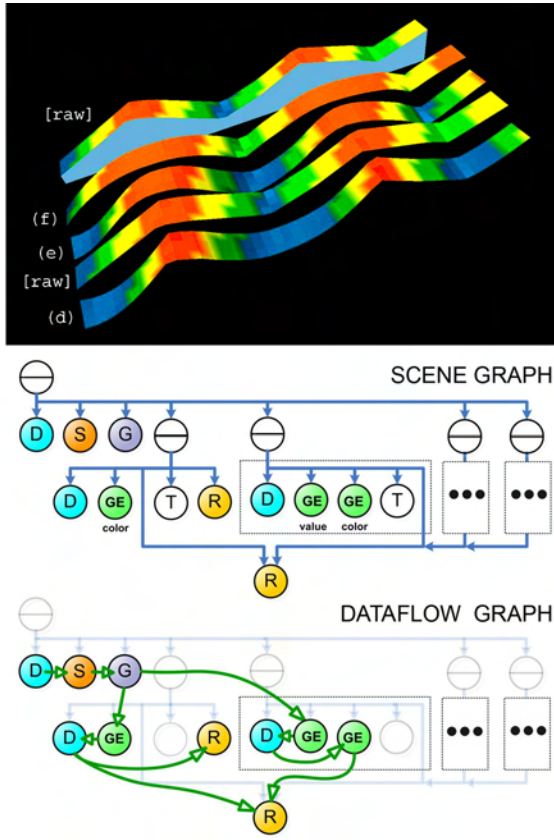 [raw]
(f)
(e)
[raw]
(d)
SCENE GRAPH
D S G
D GE T R D GE GE T
color value color
R
DATAFLOW GRAPH
D S G
D GE R D GE GE
R